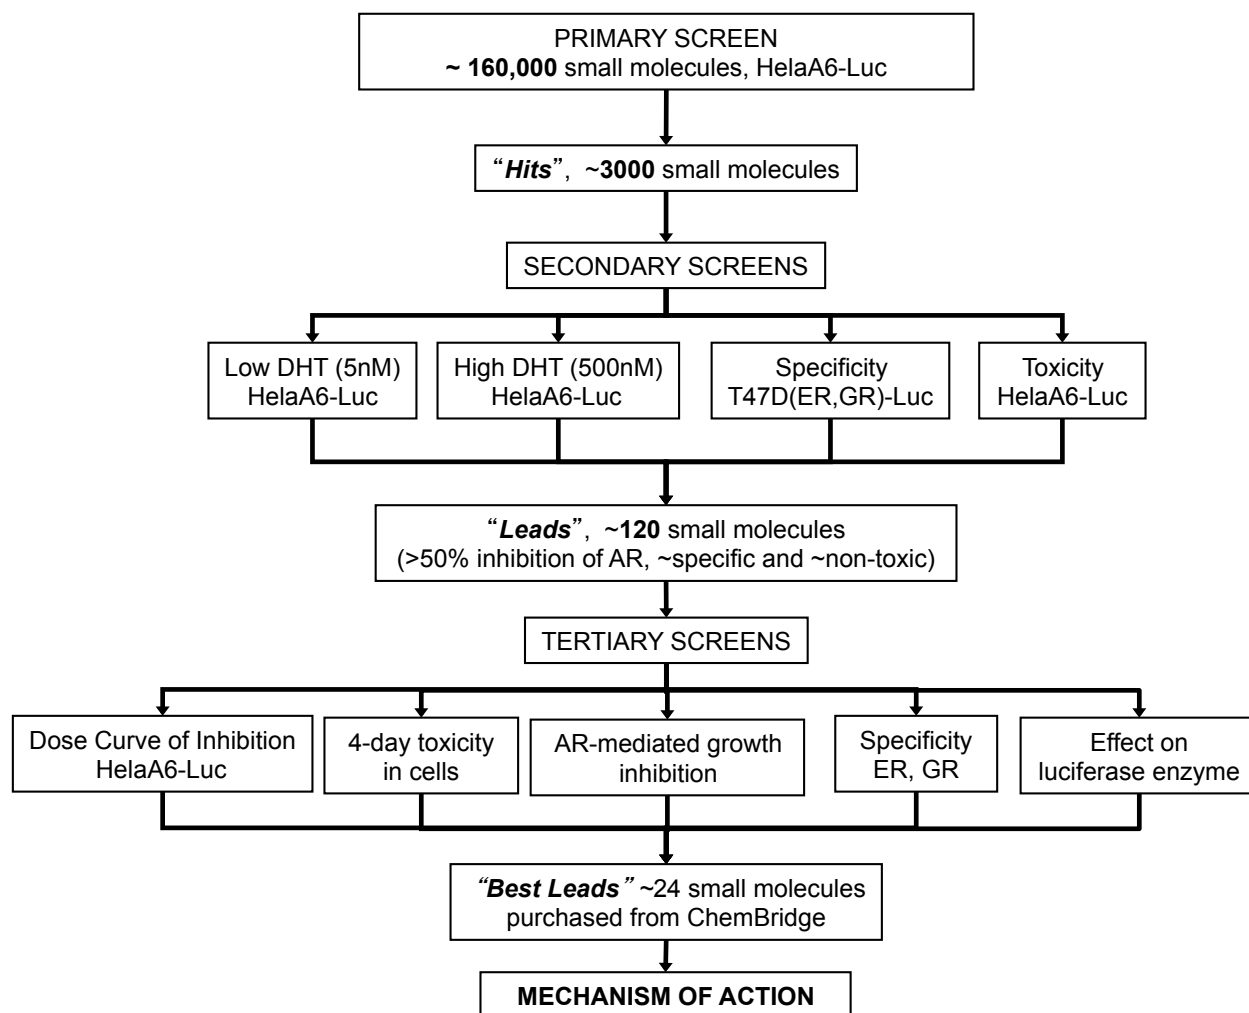 PRIMARY SCREEN
~ 160,000 small molecules, HelaA6-Luc
“Hits”, ~3000 small molecules
SECONDARY SCREENS
Low DHT (5nM)
HelaA6-Luc
High DHT (500nM)
HelaA6-Luc
Specificity
T47D(ER,GR)-Luc
Toxicity
HelaA6-Luc
“Leads”, ~120 small molecules
(>50% inhibition of AR, ~specific and ~non-toxic)
TERTIARY SCREENS
Dose Curve of Inhibition
HelaA6-Luc
4-day toxicity
in cells
AR-mediated growth
inhibition
Specificity
ER, GR
Effect on
luciferase enzyme
“Best Leads” ~24 small molecules
purchased from ChemBridge
MECHANISM OF ACTION